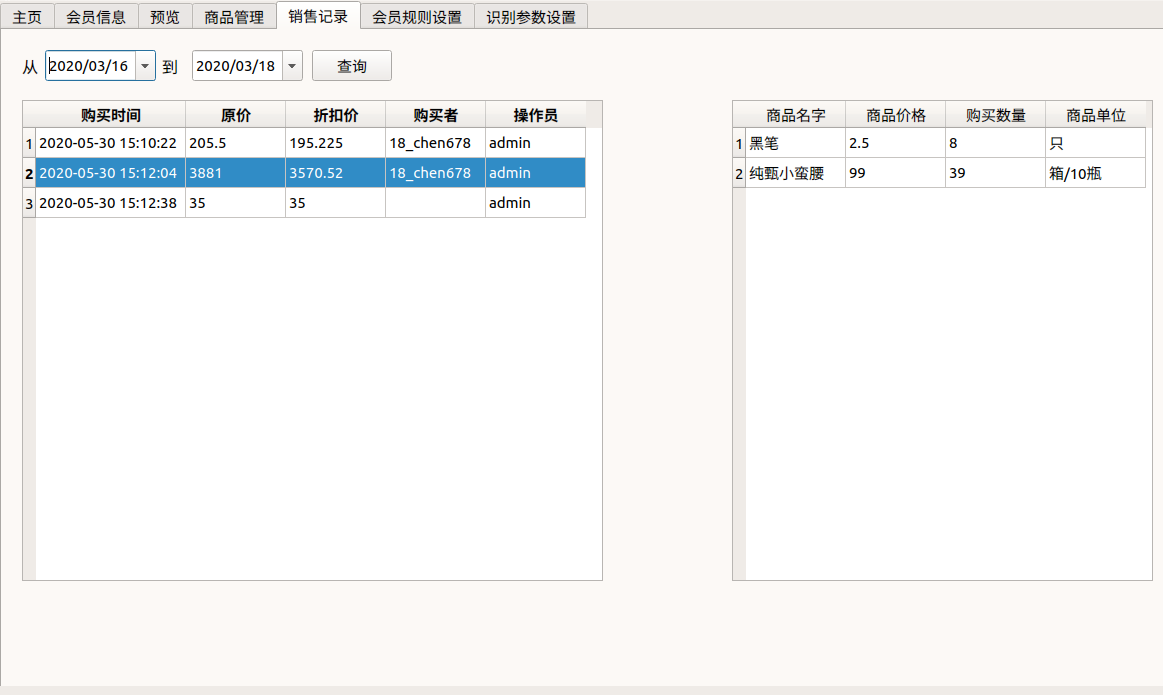 主页 会员信息 预览 商品管理 销售记录 会员规则设置 识别参数设置
从 2020/03/16 到 2020/03/18 查询
购买时间 原价 折扣价 购买者 操作员
1 2020-05-30 15:10:22 205.5 195.225 18_chen678 admin
2 2020-05-30 15:12:04 3881 3570.52 18_chen678 admin
3 2020-05-30 15:12:38 35 35 admin
商品名字 商品价格 购买数量 商品单位
1 黑笔 2.5 8 只
2 纯甄小蛮腰 99 39 箱/10瓶